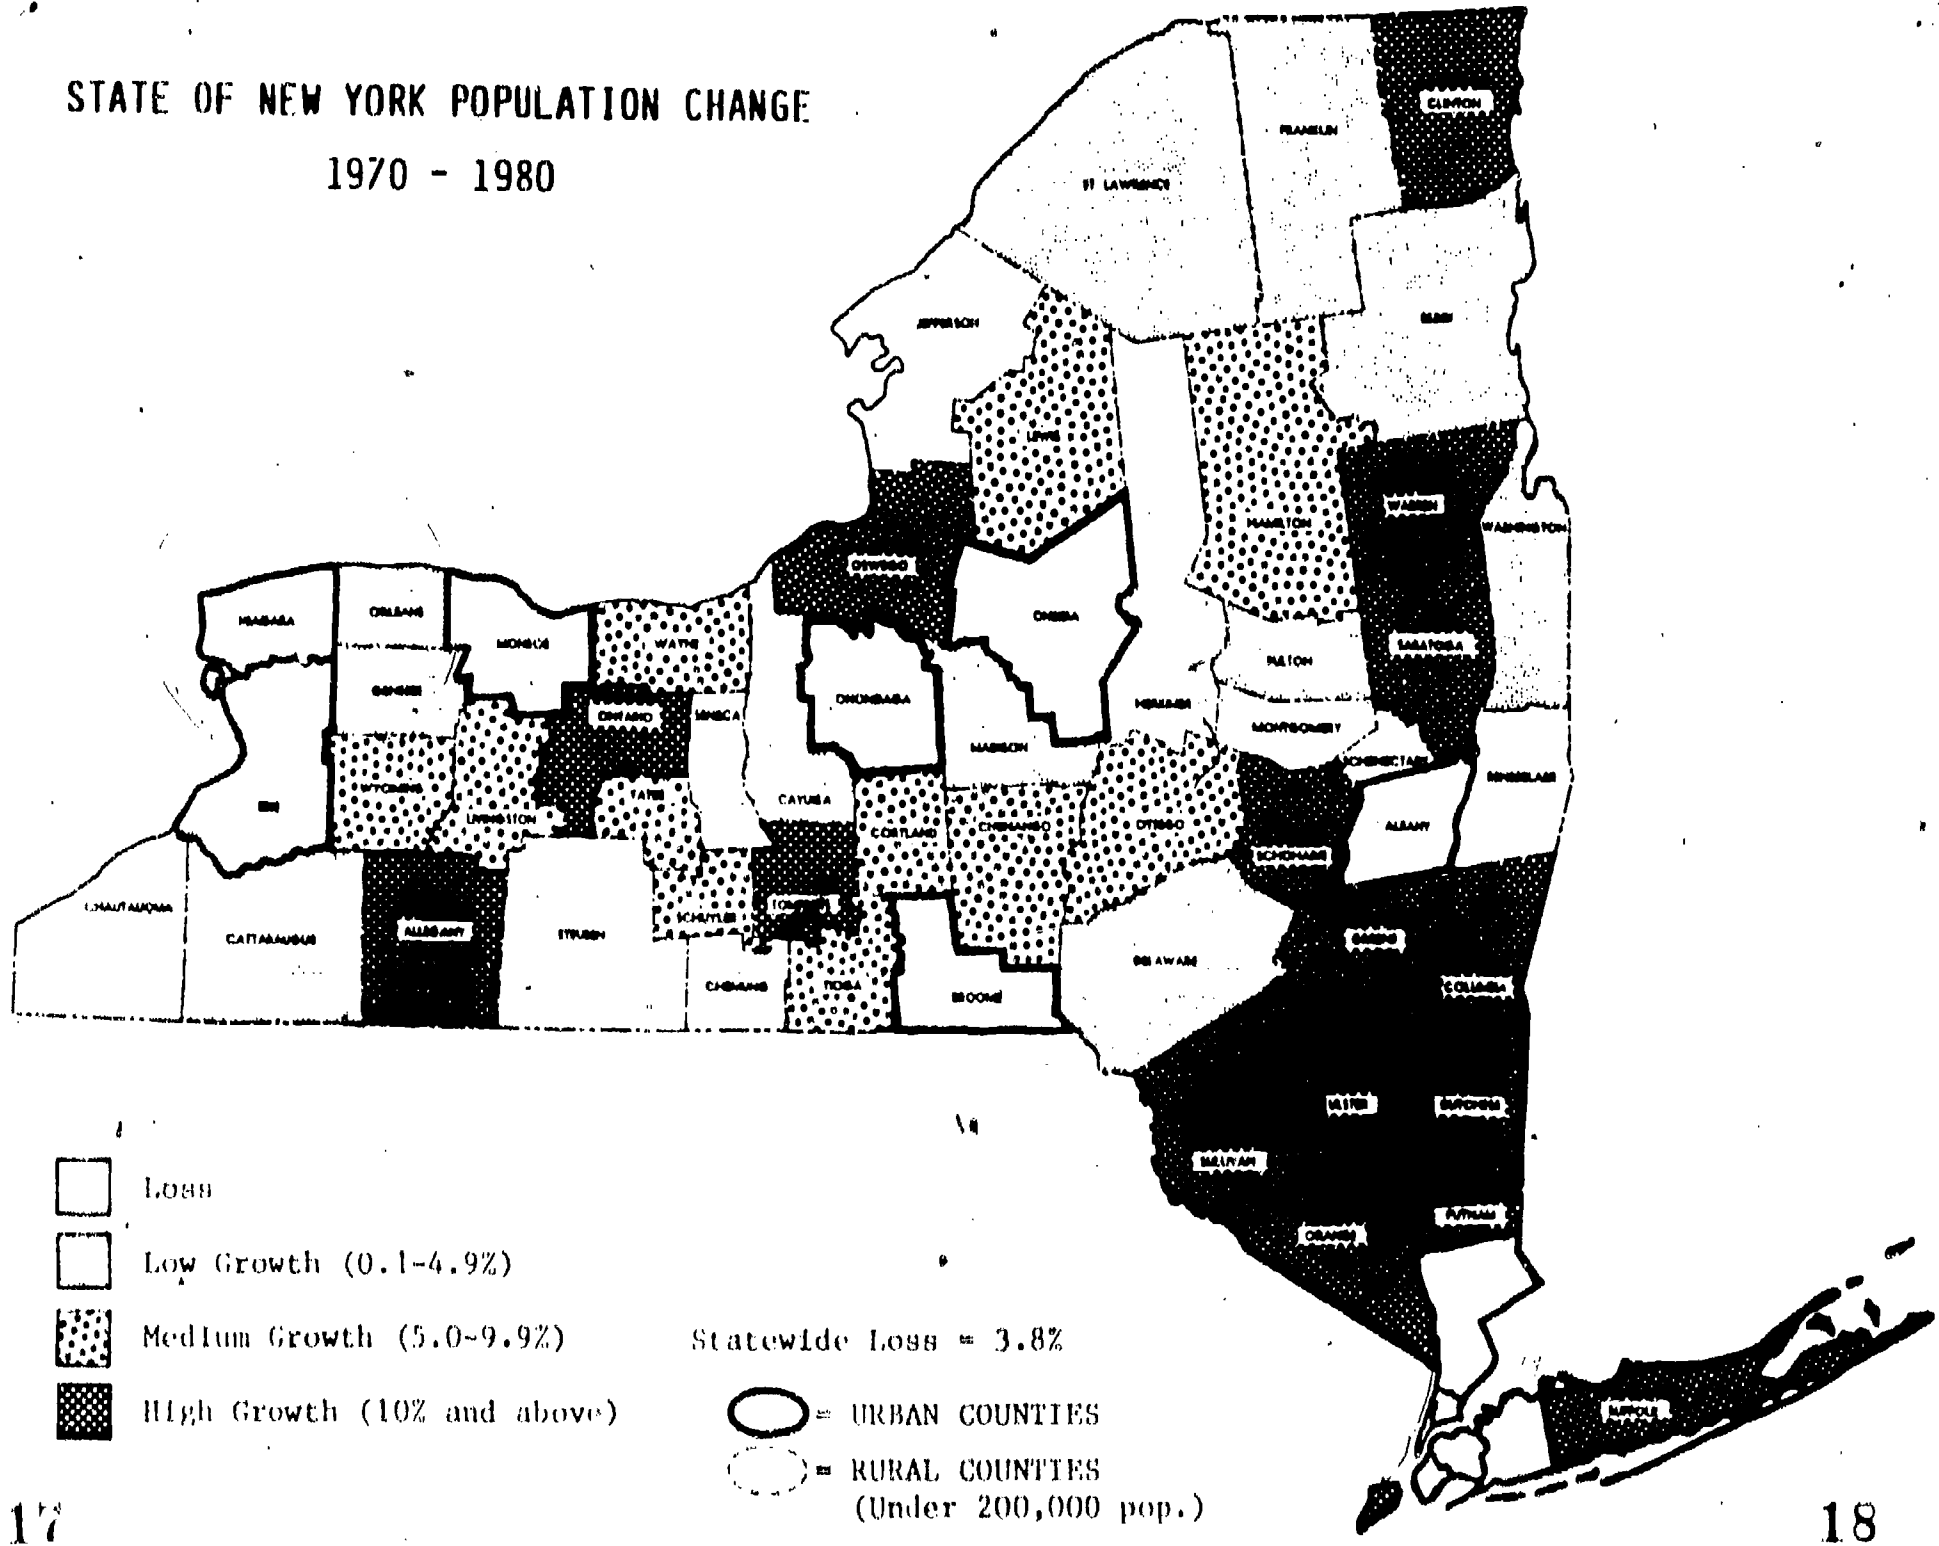 STATE OF NEW YORK POPULATION CHANGE
1970 - 1980
CLINTON
FRANKLIN
ST LAWRENCE
JEFFERSON
LEWIS
WARREN
HAMILTON
WASHINGTON
OSWEGO
ONEIDA
NIAGARA
ORLEANS
MONROE
WAYNE
SARATOGA
FULTON
GENESEE
ONTARIO
SENECA
ONONDAGA
HERKIMER
MONTGOMERY
MADISON
SCHENECTADY
RENSSELAER
WYOMING
YATES
CAYUGA
LIVINGSTON
CORTLAND
CHENANGO
OTSEGO
ALBANY
ERIE
SCHOHARIE
CHAUTAUQUA
CATTARAUGUS
ALLEGANY
STEUBEN
SCHUYLER
GREENE
DELAWARE
COLUMBIA
CHEMUNG
TIOGA
BROOME
ULSTER
DUTCHESS
SULLIVAN
PUTNAM
ORANGE
SUFFOLK
Loss
Low Growth (0.1-4.9%)
Medium Growth (5.0-9.9%)
Statewide Loss = 3.8%
High Growth (10% and above)
= URBAN COUNTIES
= RURAL COUNTIES
(Under 200,000 pop.)
17
18